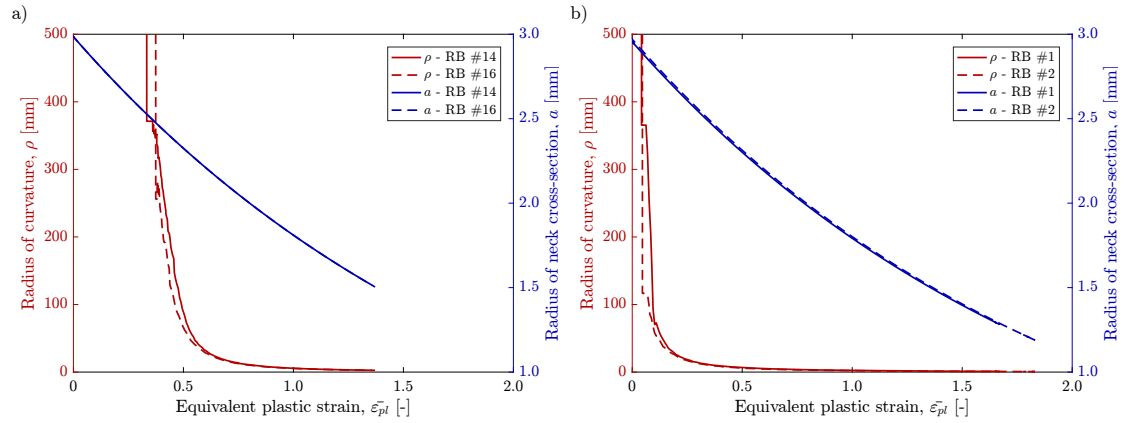 a)
500
400
300
200
100
0
Radius of curvature, ρ [mm]
3.0
2.5
2.0
1.5
1.0
Radius of neck cross-section, a [mm]
0
0.5
1.0
1.5
2.0
Equivalent plastic strain, ε̄_pl [-]
ρ - RB #14
ρ - RB #16
a - RB #14
a - RB #16
b)
500
400
300
200
100
0
Radius of curvature, ρ [mm]
3.0
2.5
2.0
1.5
1.0
Radius of neck cross-section, a [mm]
0
0.5
1.0
1.5
2.0
Equivalent plastic strain, ε̄_pl [-]
ρ - RB #1
ρ - RB #2
a - RB #1
a - RB #2